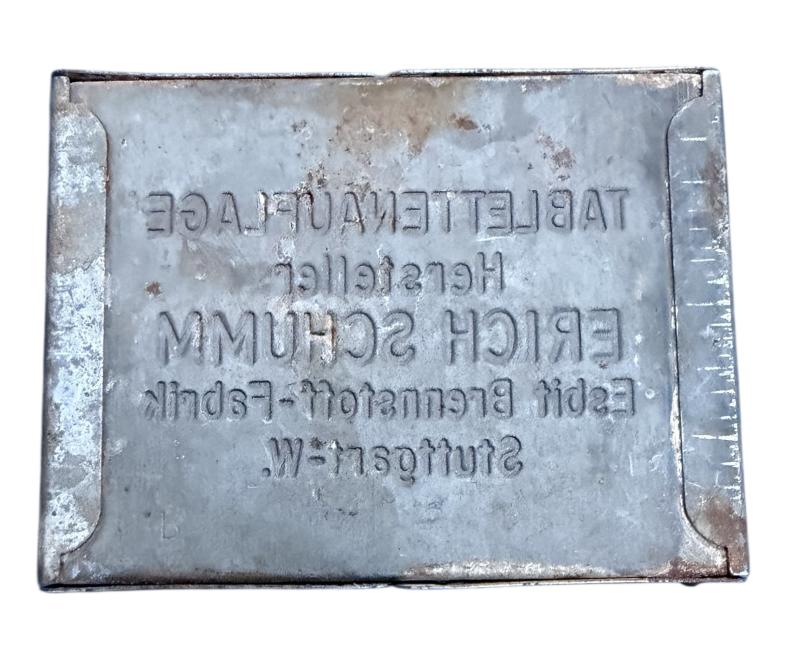 TABLETTENAUFLAGE
Hersteller
ERICH SCHUMM
Esbit Brennstoff-Fabrik
Stuttgart-W.